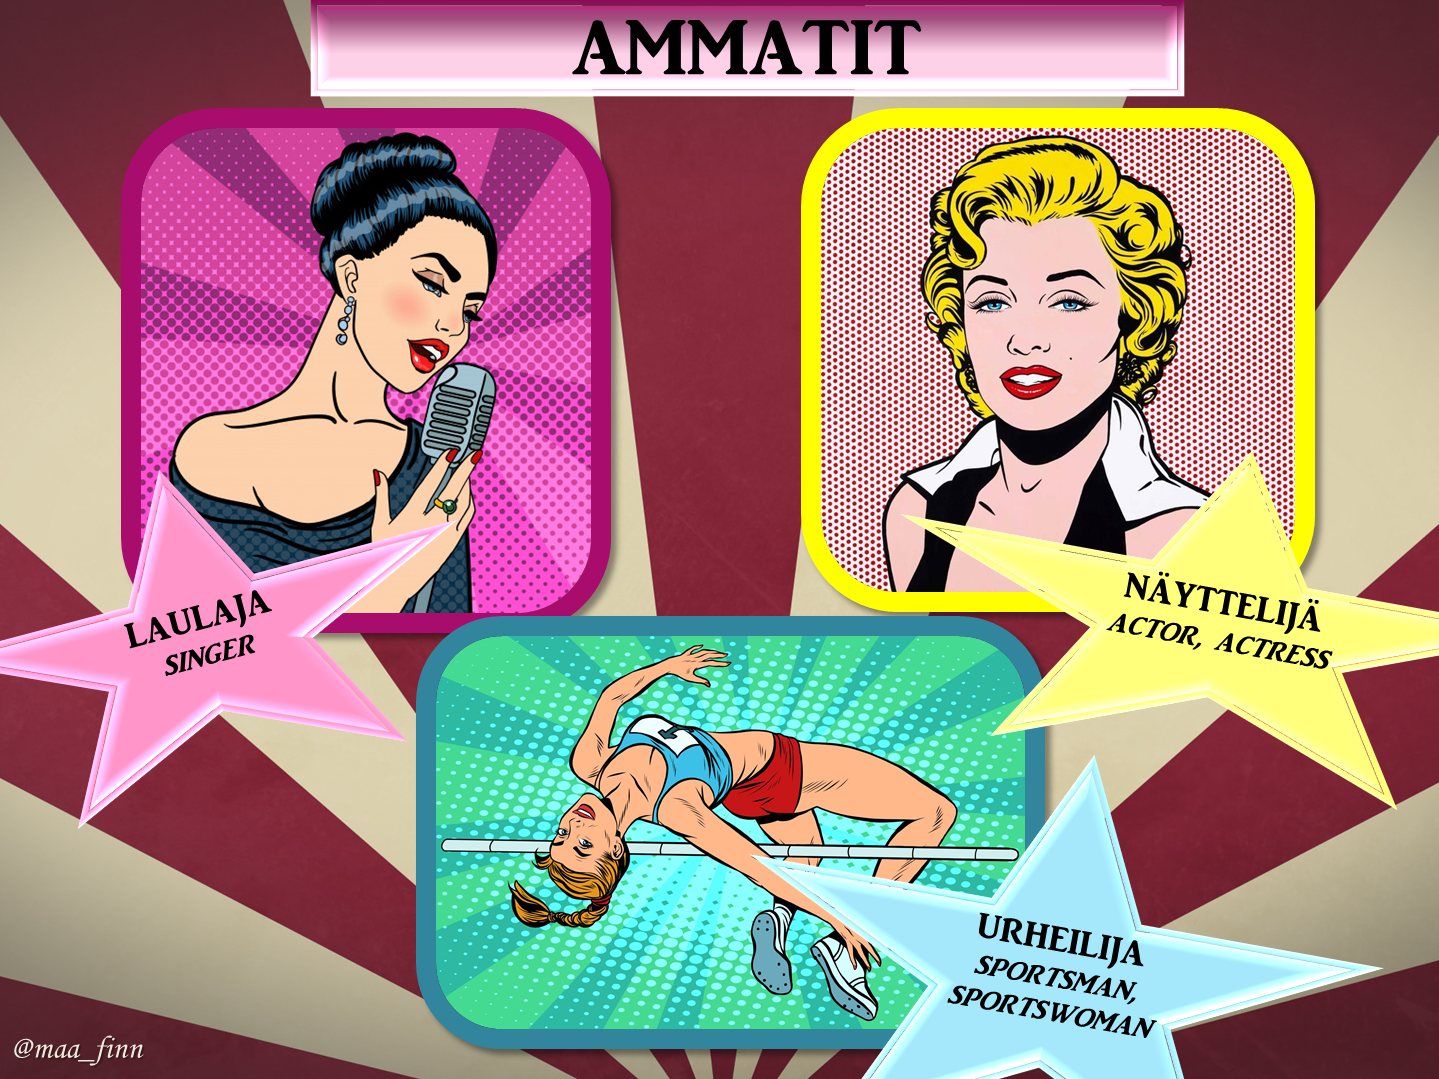 AMMATIT
LAULAJA
SINGER
NÄYTTELIJÄ
ACTOR, ACTRESS
URHEILIJA
SPORTSMAN,
SPORTSWOMAN
@maa_finn